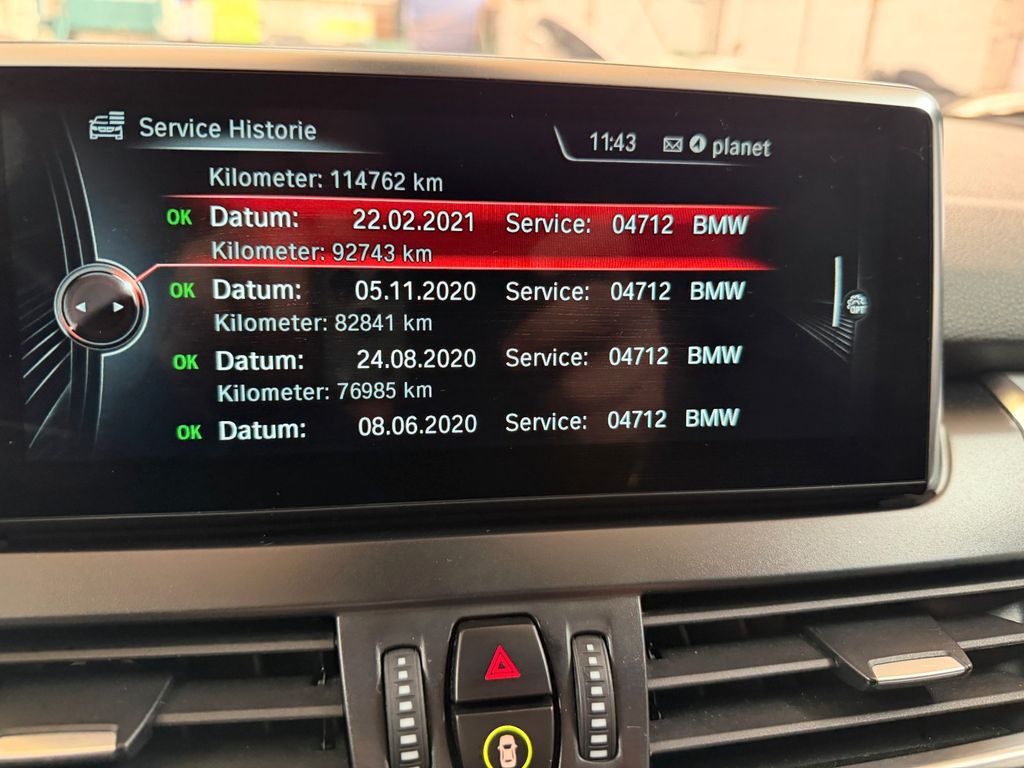 Service Historie
11:43 planet
Kilometer: 114762 km
OK Datum: 22.02.2021 Service: 04712 BMW
Kilometer: 92743 km
OK Datum: 05.11.2020 Service: 04712 BMW
Kilometer: 82841 km
OK Datum: 24.08.2020 Service: 04712 BMW
Kilometer: 76985 km
OK Datum: 08.06.2020 Service: 04712 BMW
OPT